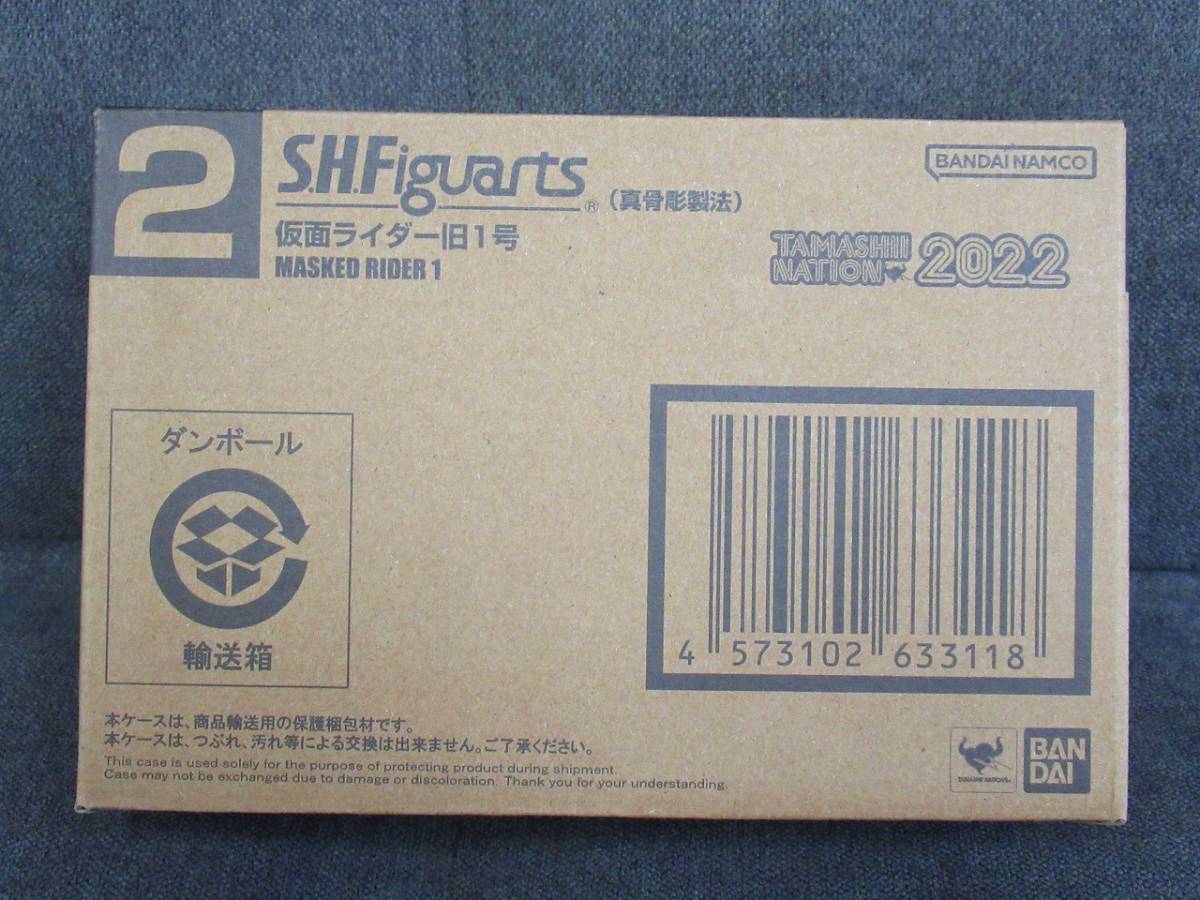 2
S.H.Figuarts® (真骨彫製法)
仮面ライダー旧1号
MASKED RIDER 1
BANDAI NAMCO
TAMASHII
NATION 2022
ダンボール
輸送箱
4 573102 633118
本ケースは、商品輸送用の保護梱包材です。
本ケースは、つぶれ、汚れ等による交換は出来ません。ご了承ください。
This case is used solely for the purpose of protecting product during shipment.
Case may not be exchanged due to damage or discoloration. Thank you for your understanding.
TAMASHII NATIONS
BAN
DAI